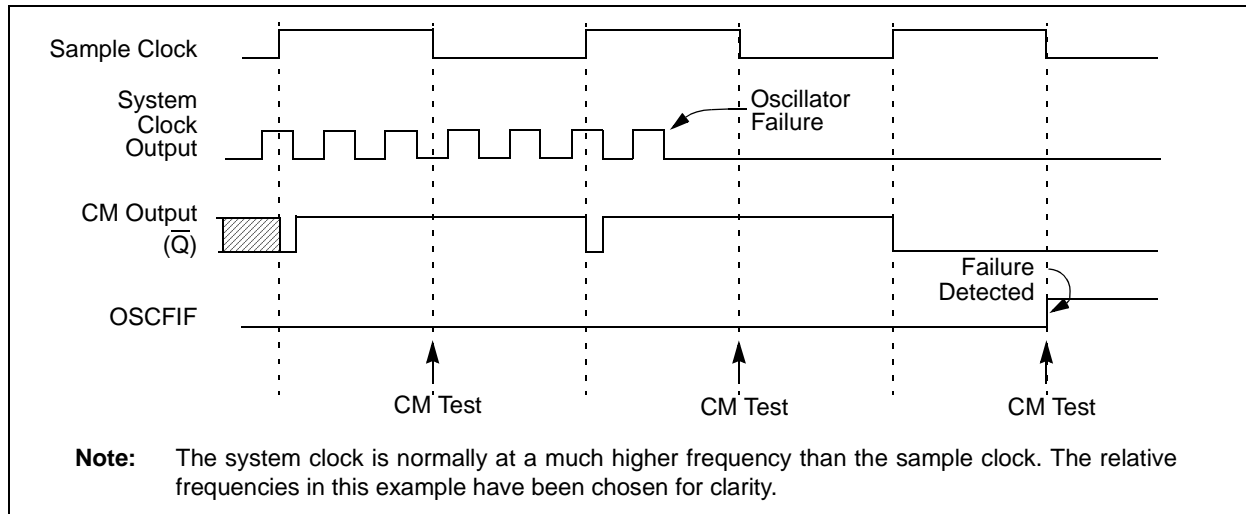 Sample Clock
System
Clock
Output
Oscillator
Failure
CM Output
(Q̅)
Failure
Detected
OSCFIF
CM Test
CM Test
CM Test
Note: The system clock is normally at a much higher frequency than the sample clock. The relative
frequencies in this example have been chosen for clarity.